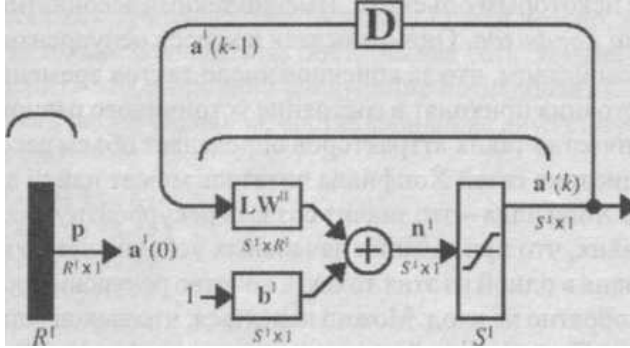 D
a¹(k-1)
a¹(k)
S¹×1
LW¹¹
S¹×R¹
p
R¹×1
a¹(0)
n¹
S¹×1
+
1
b¹
S¹×1
R¹
S¹